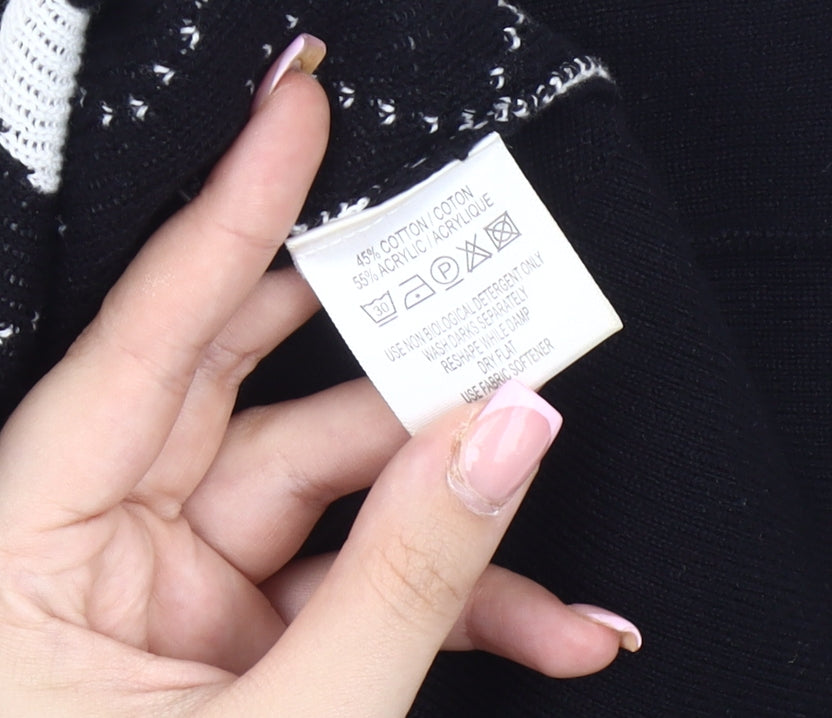 45% COTTON / COTON
55% ACRYLIC / ACRYLIQUE
30 P
USE NON BIOLOGICAL DETERGENT ONLY
WASH DARKS SEPARATELY
RESHAPE WHILE DAMP
DRY FLAT
USE FABRIC SOFTENER